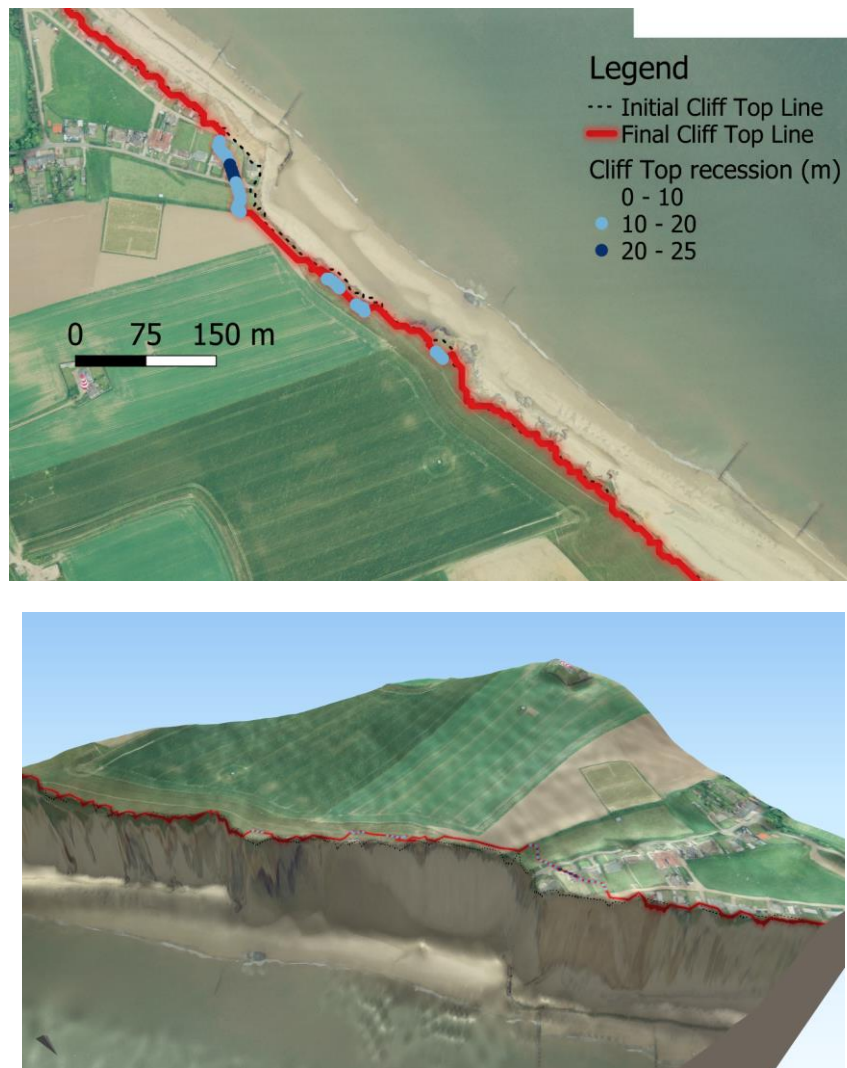 Legend
Initial Cliff Top Line
Final Cliff Top Line
Cliff Top recession (m)
0 - 10
10 - 20
20 - 25
0 75 150 m